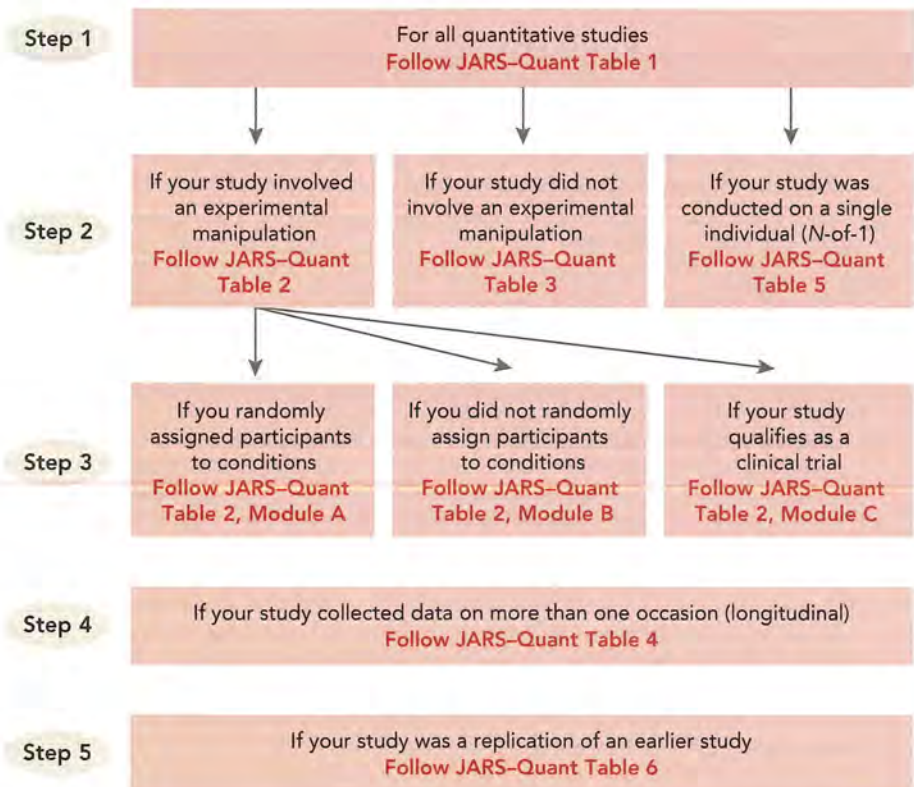 Step 1
For all quantitative studies
Follow JARS–Quant Table 1
Step 2
If your study involved
an experimental
manipulation
Follow JARS–Quant
Table 2
If your study did not
involve an experimental
manipulation
Follow JARS–Quant
Table 3
If your study was
conducted on a single
individual (N-of-1)
Follow JARS–Quant
Table 5
Step 3
If you randomly
assigned participants
to conditions
Follow JARS–Quant
Table 2, Module A
If you did not randomly
assign participants
to conditions
Follow JARS–Quant
Table 2, Module B
If your study
qualifies as a
clinical trial
Follow JARS–Quant
Table 2, Module C
Step 4
If your study collected data on more than one occasion (longitudinal)
Follow JARS–Quant Table 4
Step 5
If your study was a replication of an earlier study
Follow JARS–Quant Table 6